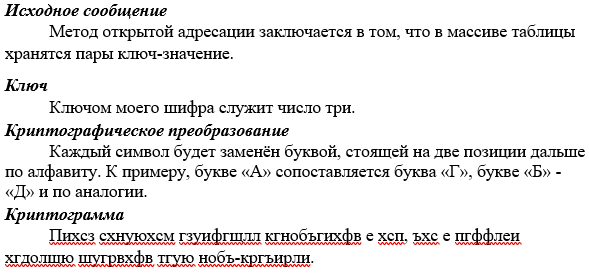 Исходное сообщение
Метод открытой адресации заключается в том, что в массиве таблицы
хранятся пары ключ-значение.
Ключ
Ключом моего шифра служит число три.
Криптографическое преобразование
Каждый символ будет заменён буквой, стоящей на две позиции дальше
по алфавиту. К примеру, букве «А» сопоставляется буква «Г», букве «Б» -
«Д» и по аналогии.
Криптограмма
Пихсз схнуюхсм гзуифгщлл кгнобъгихфв е хсп, ъхс е пгффлеи
хгдолщю шугрвхфв тгую нобъ-кргъирли.